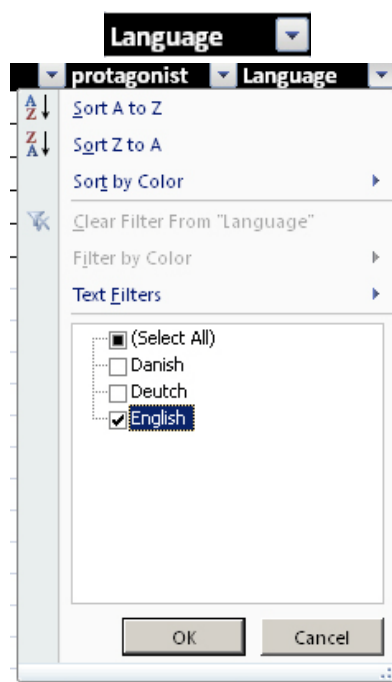 Language
protagonist Language
Sort A to Z
Sort Z to A
Sort by Color
Clear Filter From "Language"
Filter by Color
Text Filters
(Select All)
Danish
Deutch
English
OK Cancel